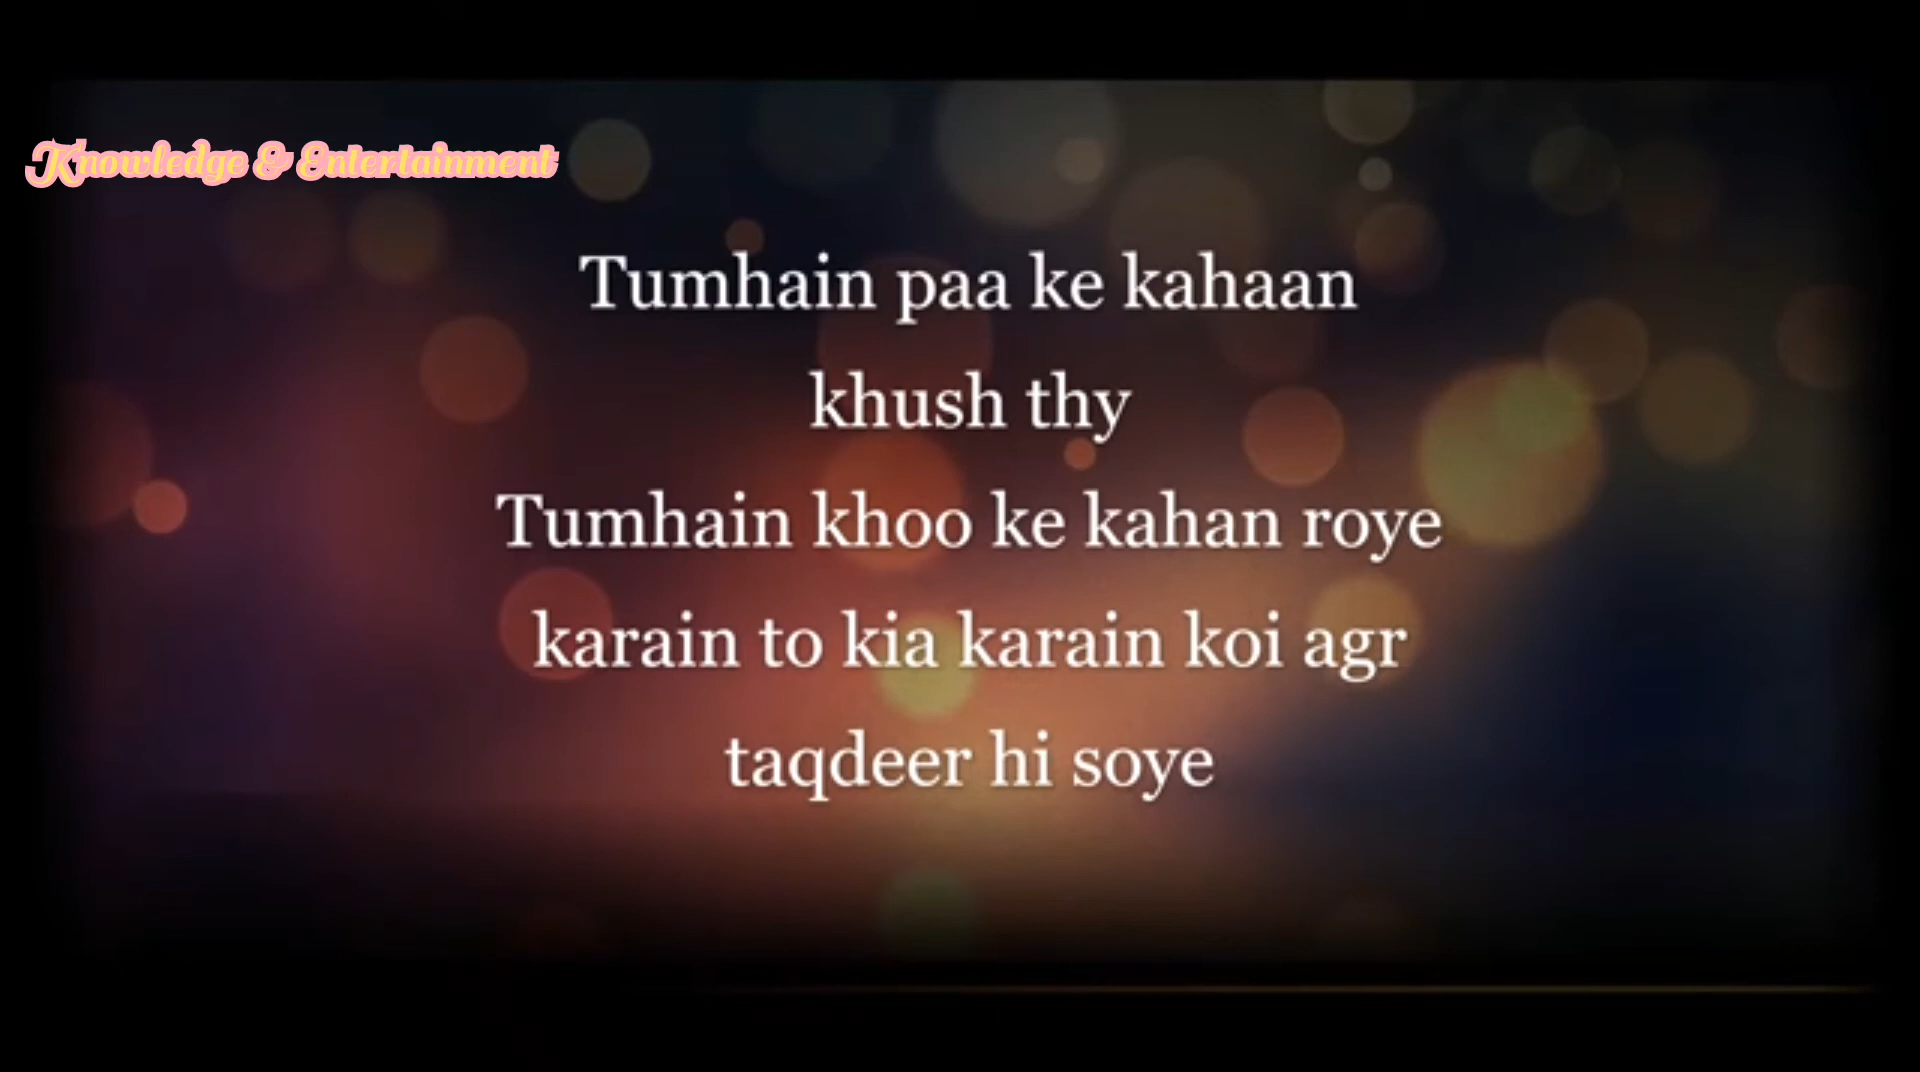 Knowledge & Entertainment
Tumhain paa ke kahaan
khush thy
Tumhain khoo ke kahan roye
karain to kia karain koi agr
taqdeer hi soye